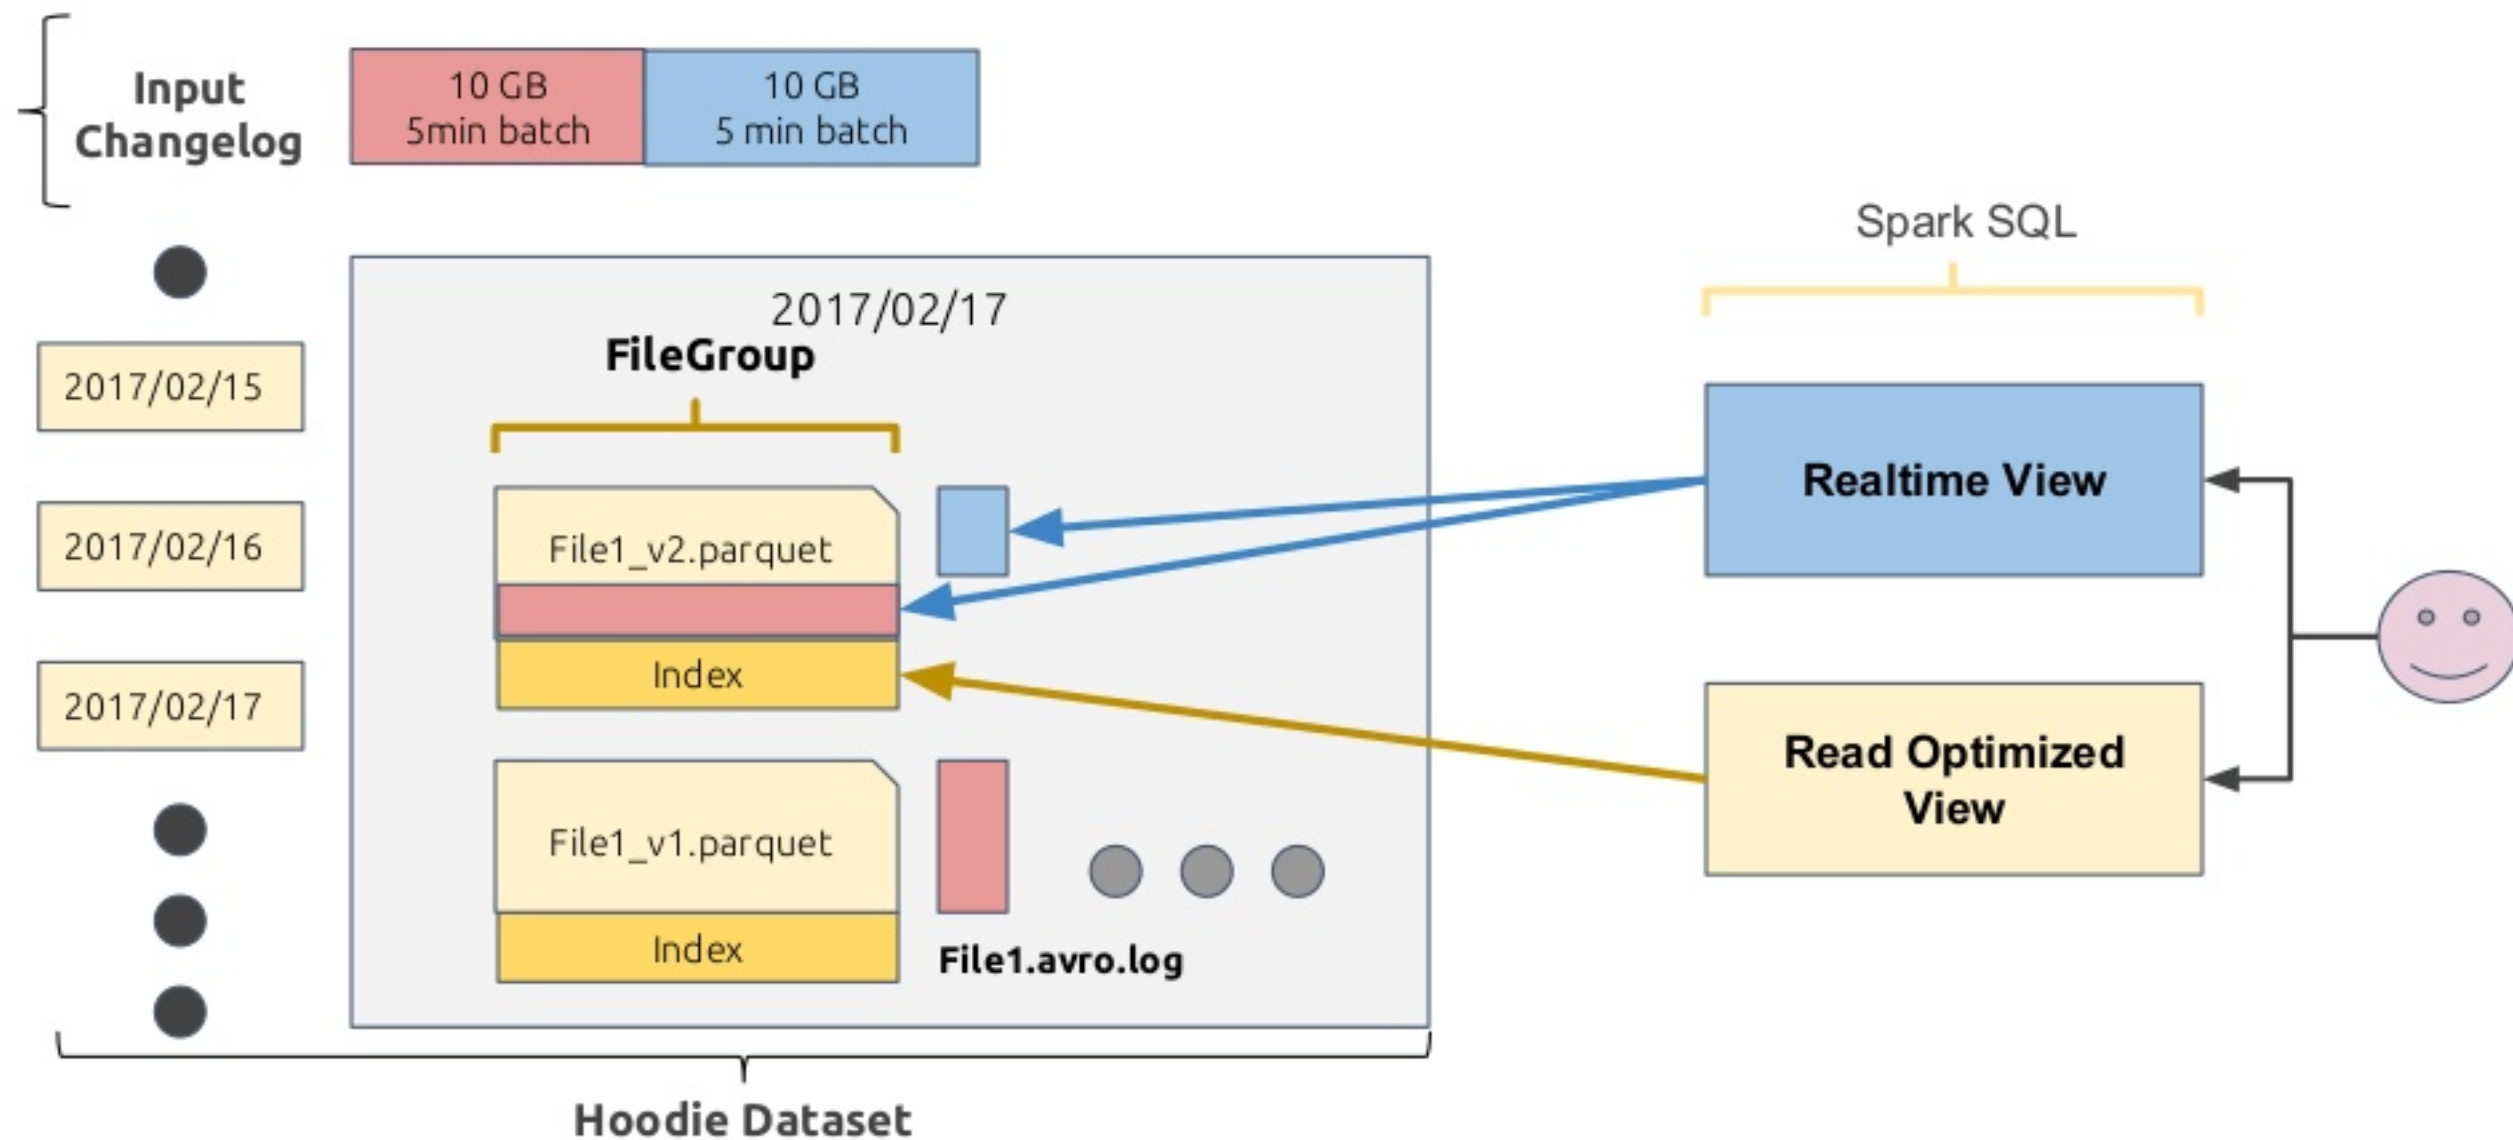 Input
Changelog
10 GB
5min batch
10 GB
5 min batch
Spark SQL
2017/02/17
FileGroup
2017/02/15
2017/02/16
2017/02/17
File1_v2.parquet
Index
File1_v1.parquet
Index
File1.avro.log
Realtime View
Read Optimized
View
Hoodie Dataset